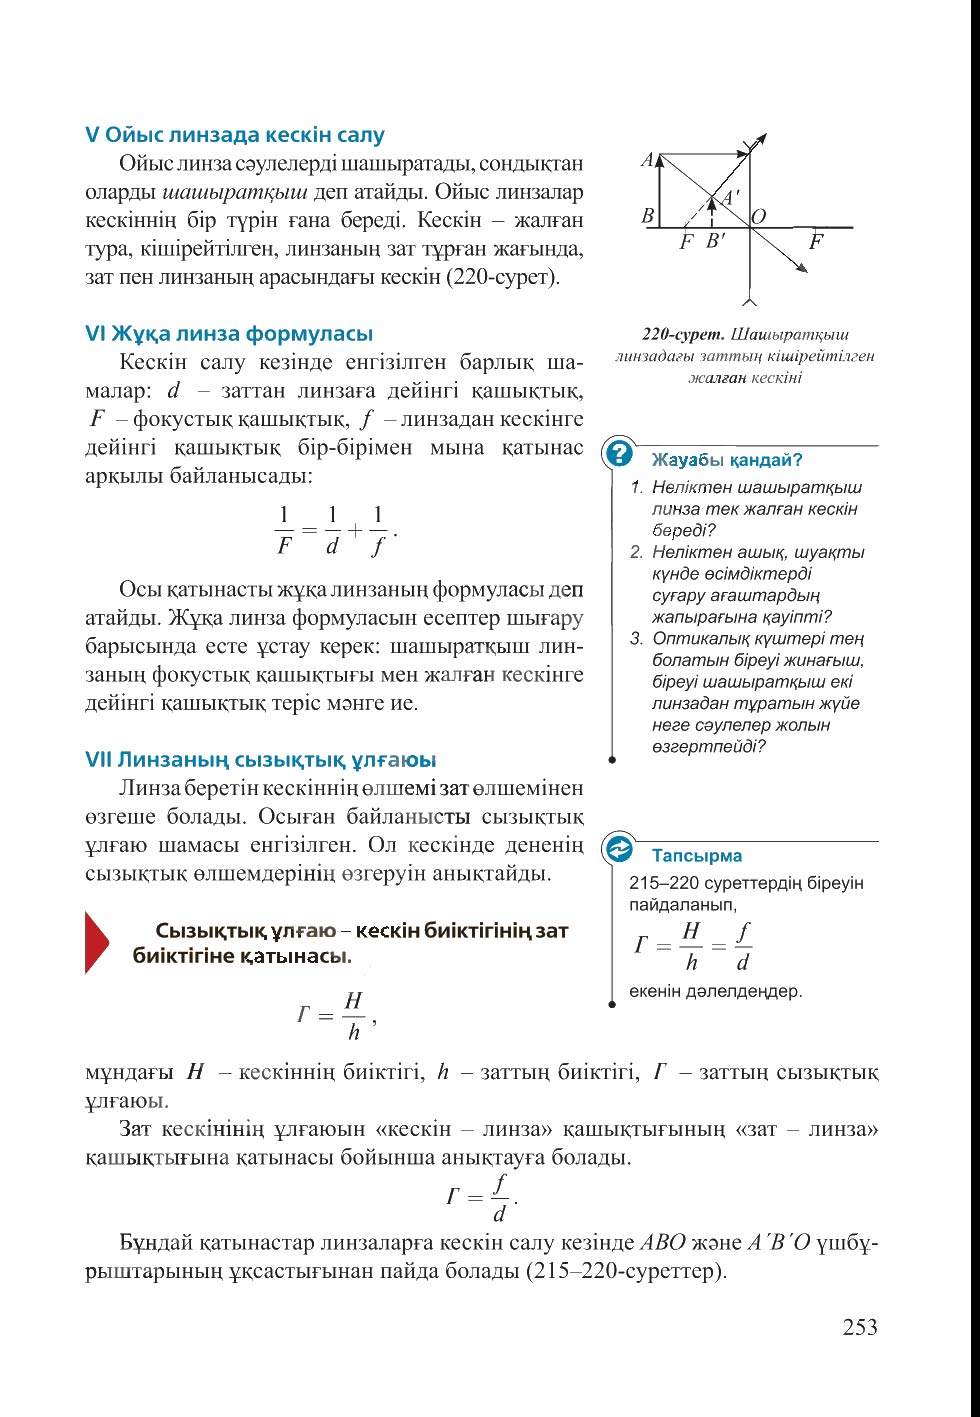 V Ойыс линзада кескін салу
Ойыс линза сәулелерді шашыратады, сондықтан
оларды шашыратқыш деп атайды. Ойыс линзалар
кескіннің бір түрін ғана береді. Кескін – жалған
тура, кішірейтілген, линзаның зат тұрған жағында,
зат пен линзаның арасындағы кескін (220-сурет).
VI Жұқа линза формуласы
Кескін салу кезінде енгізілген барлық ша-
малар: d – заттан линзаға дейінгі қашықтық,
F – фокустық қашықтық, f – линзадан кескінге
дейінгі қашықтық бір-бірімен мына қатынас
арқылы байланысады:
1/F = 1/d + 1/f.
Осы қатынасты жұқа линзаның формуласы деп
атайды. Жұқа линза формуласын есептер шығару
барысында есте ұстау керек: шашыратқыш лин-
заның фокустық қашықтығы мен жалған кескінге
дейінгі қашықтық теріс мәнге ие.
VII Линзаның сызықтық ұлғаюы
Линза беретін кескіннің өлшемі зат өлшемінен
өзгеше болады. Осыған байланысты сызықтық
ұлғаю шамасы енгізілген. Ол кескінде дененің
сызықтық өлшемдерінің өзгеруін анықтайды.
Сызықтық ұлғаю – кескін биіктігінің зат
биіктігіне қатынасы.
Г = H/h,
A
A′
B
O
F B′ F
220-сурет. Шашыратқыш
линзадағы заттың кішірейтілген
жалған кескіні
?
Жауабы қандай?
1. Неліктен шашыратқыш
линза тек жалған кескін
береді?
2. Неліктен ашық, шуақты
күнде өсімдіктерді
суғару ағаштардың
жапырағына қауіпті?
3. Оптикалық күштері тең
болатын біреуі жинағыш,
біреуі шашыратқыш екі
линзадан тұратын жүйе
неге сәулелер жолын
өзгертпейді?
Тапсырма
215–220 суреттердің біреуін
пайдаланып,
Г = H/h = f/d
екенін дәлелдеңдер.
мұндағы H – кескіннің биіктігі, h – заттың биіктігі, Г – заттың сызықтық
ұлғаюы.
Зат кескінінің ұлғаюын «кескін – линза» қашықтығының «зат – линза»
қашықтығына қатынасы бойынша анықтауға болады.
Г = f/d.
Бұндай қатынастар линзаларға кескін салу кезінде ABO және A′B′O үшбұ-
рыштарының ұқсастығынан пайда болады (215–220-суреттер).
253